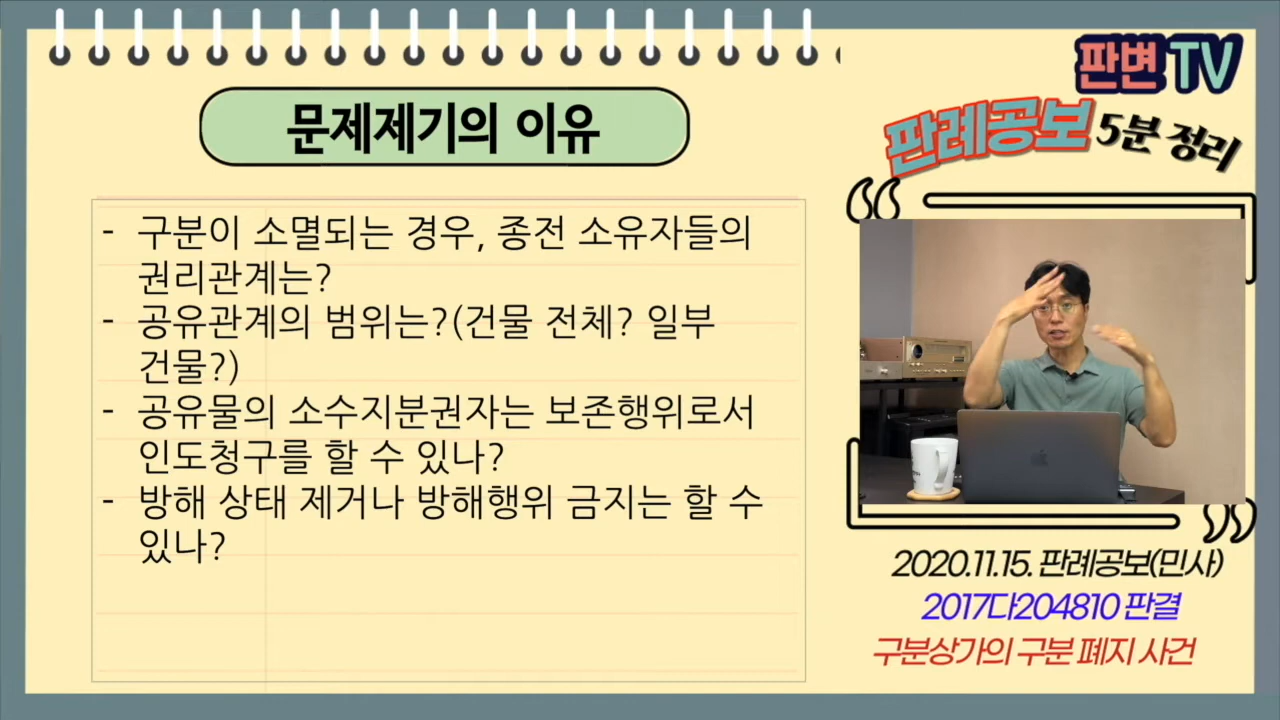 판변 TV
판례공보 5분 정리
문제제기의 이유
- 구분이 소멸되는 경우, 종전 소유자들의
권리관계는?
- 공유관계의 범위는?(건물 전체? 일부
건물?)
- 공유물의 소수지분권자는 보존행위로서
인도청구를 할 수 있나?
- 방해 상태 제거나 방해행위 금지는 할 수
있나?
2020.11.15. 판례공보(민사)
2017다204810 판결
구분상가의 구분 폐지 사건